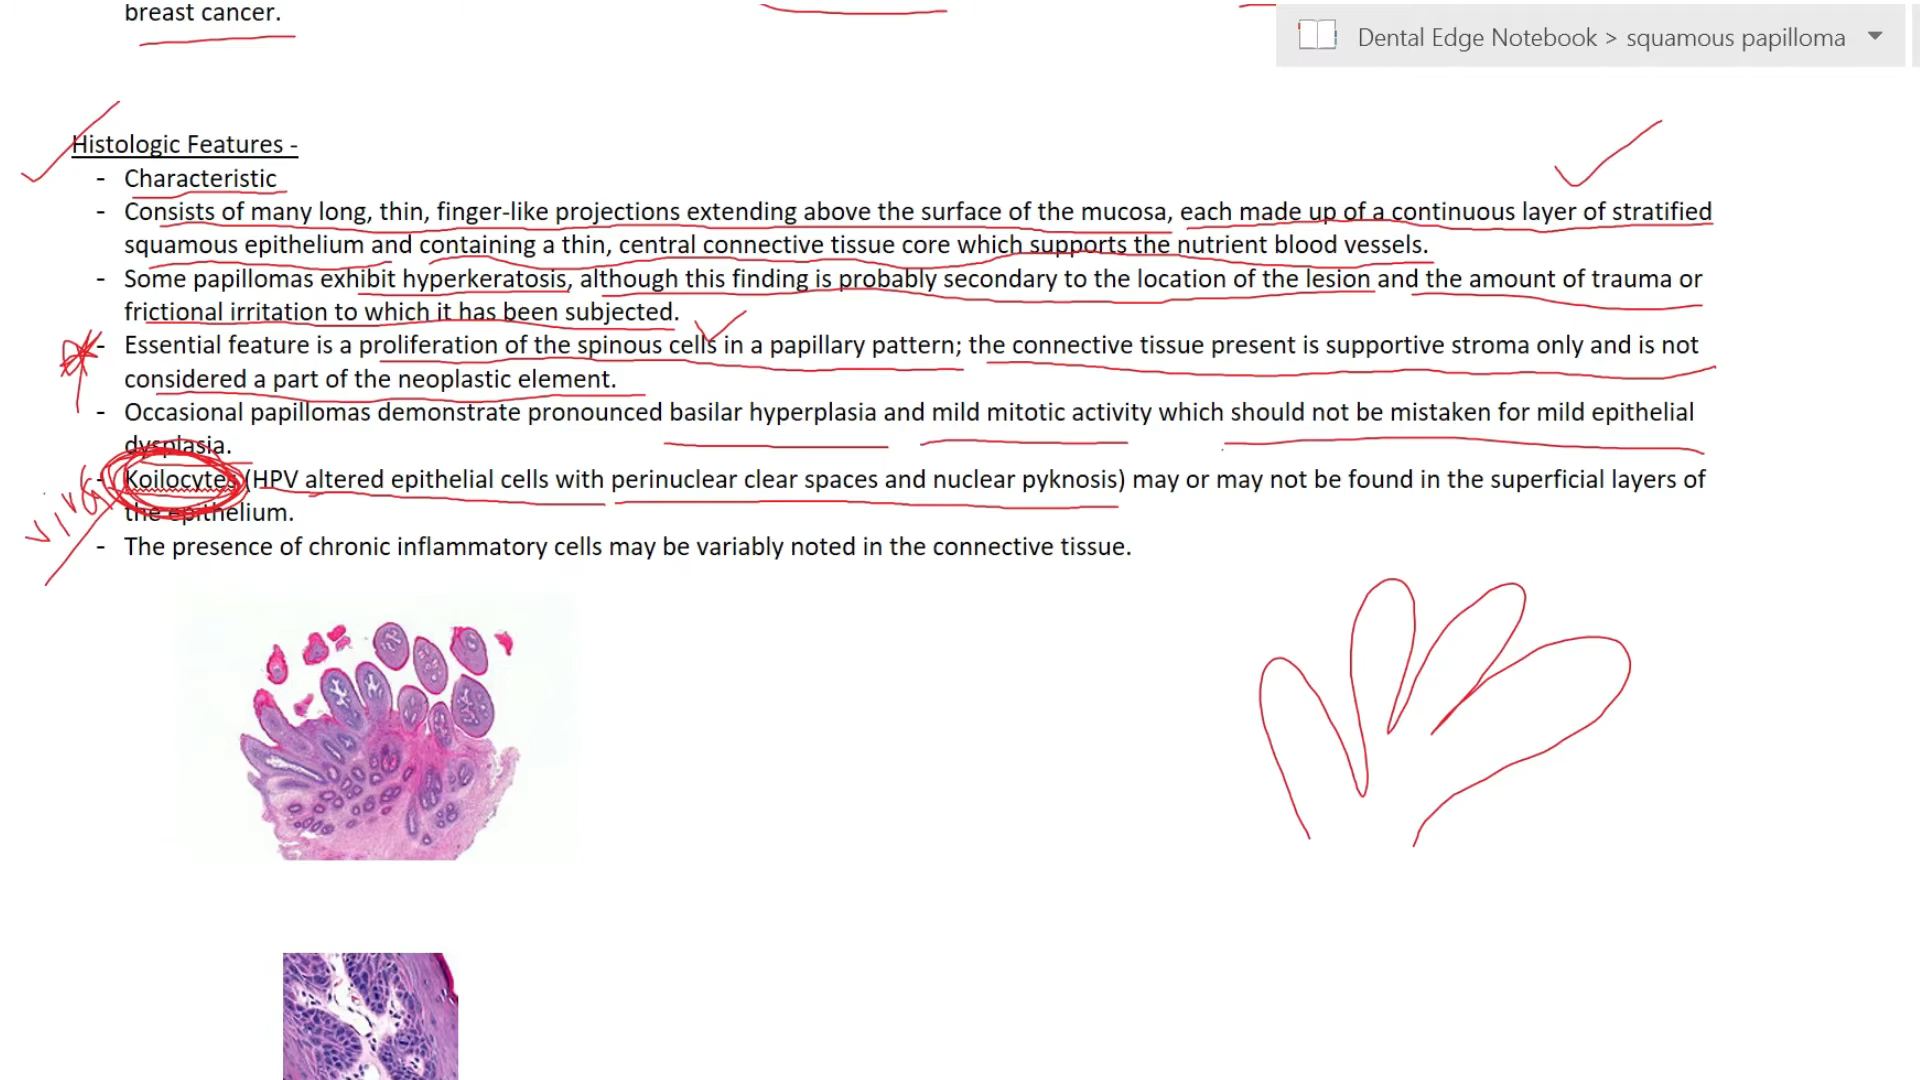 breast cancer.
Dental Edge Notebook > squamous papilloma
Histologic Features -
- Characteristic
- Consists of many long, thin, finger-like projections extending above the surface of the mucosa, each made up of a continuous layer of stratified
squamous epithelium and containing a thin, central connective tissue core which supports the nutrient blood vessels.
- Some papillomas exhibit hyperkeratosis, although this finding is probably secondary to the location of the lesion and the amount of trauma or
frictional irritation to which it has been subjected.
- Essential feature is a proliferation of the spinous cells in a papillary pattern; the connective tissue present is supportive stroma only and is not
considered a part of the neoplastic element.
- Occasional papillomas demonstrate pronounced basilar hyperplasia and mild mitotic activity which should not be mistaken for mild epithelial
dysplasia.
- Koilocytes (HPV altered epithelial cells with perinuclear clear spaces and nuclear pyknosis) may or may not be found in the superficial layers of
the epithelium.
- The presence of chronic inflammatory cells may be variably noted in the connective tissue.